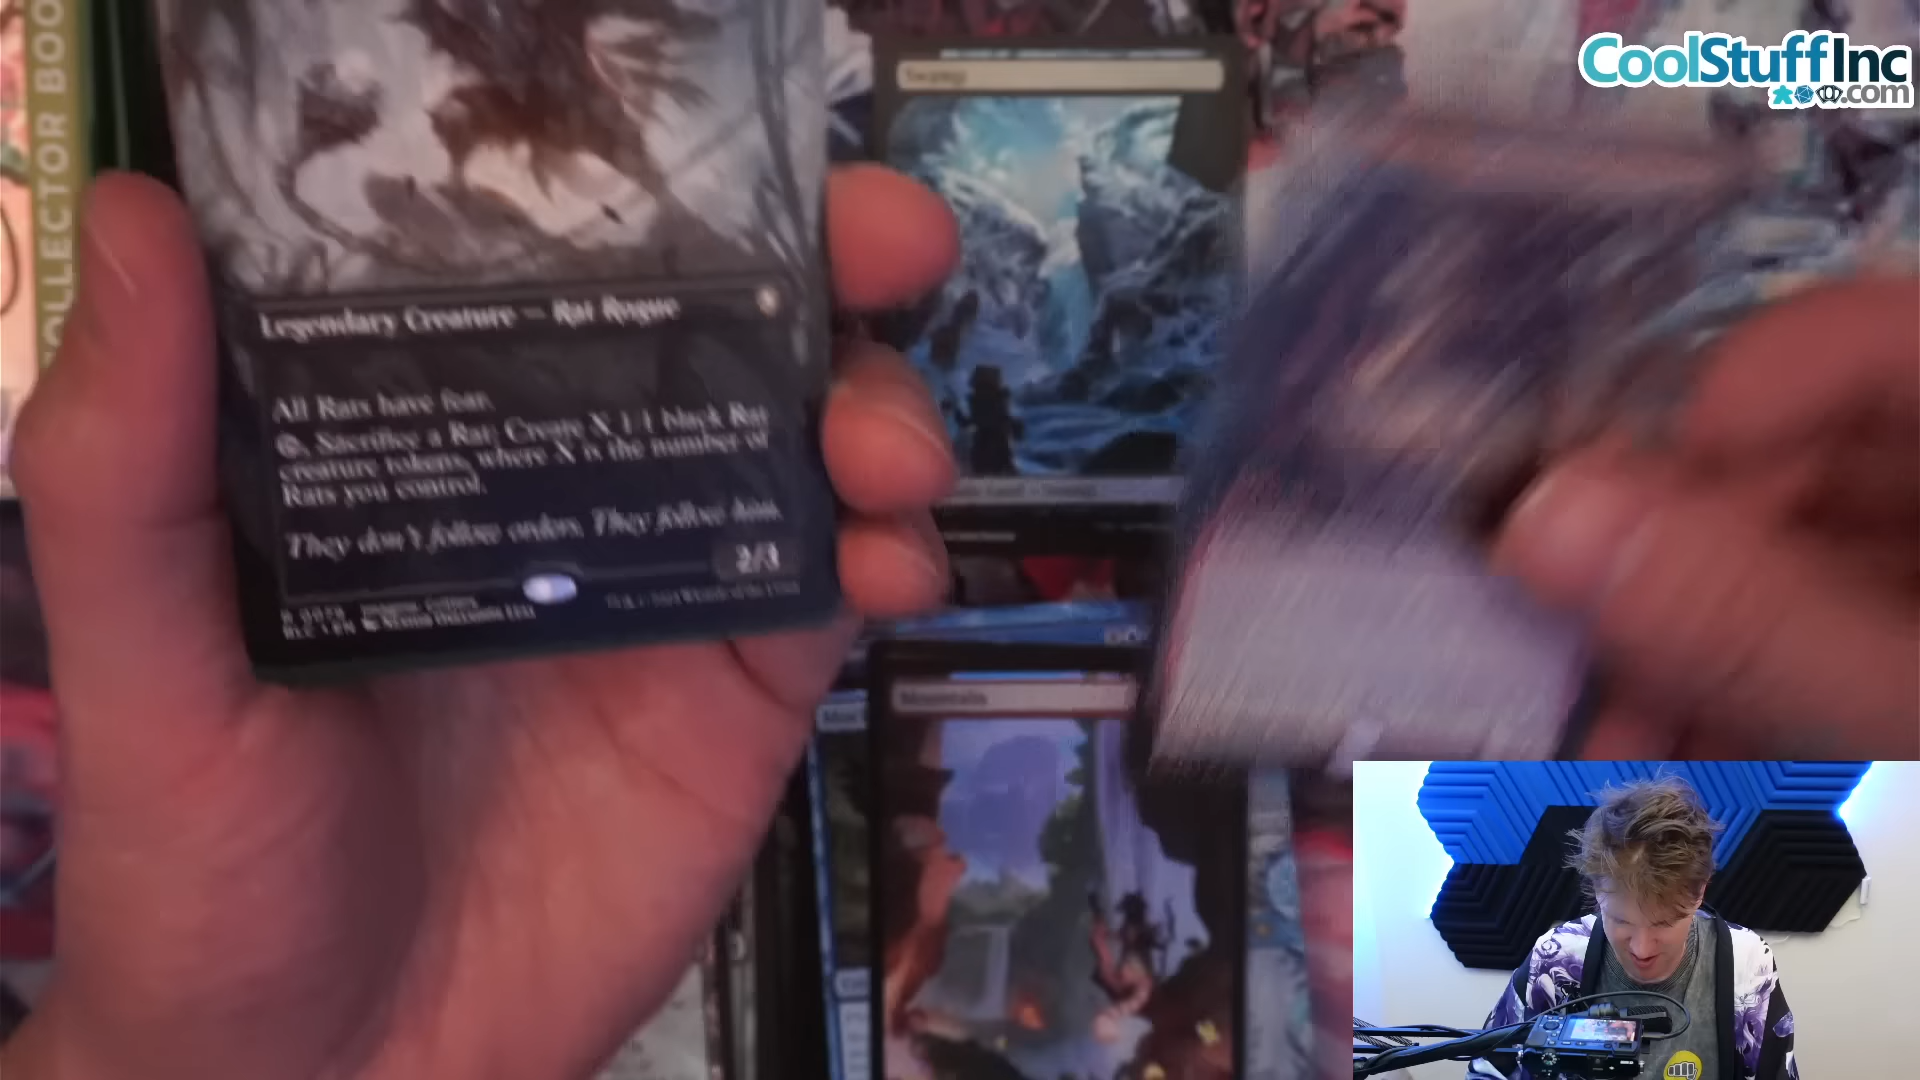 COLLECTOR BOO
CoolStuffInc
.com
Swamp
Legendary Creature — Rat Rogue
All Rats have fear.
, Sacrifice a Rat: Create X 1/1 black Rat
creature tokens, where X is the number of
Rats you control.
They don't follow orders. They follow him.
2/3
Mountain